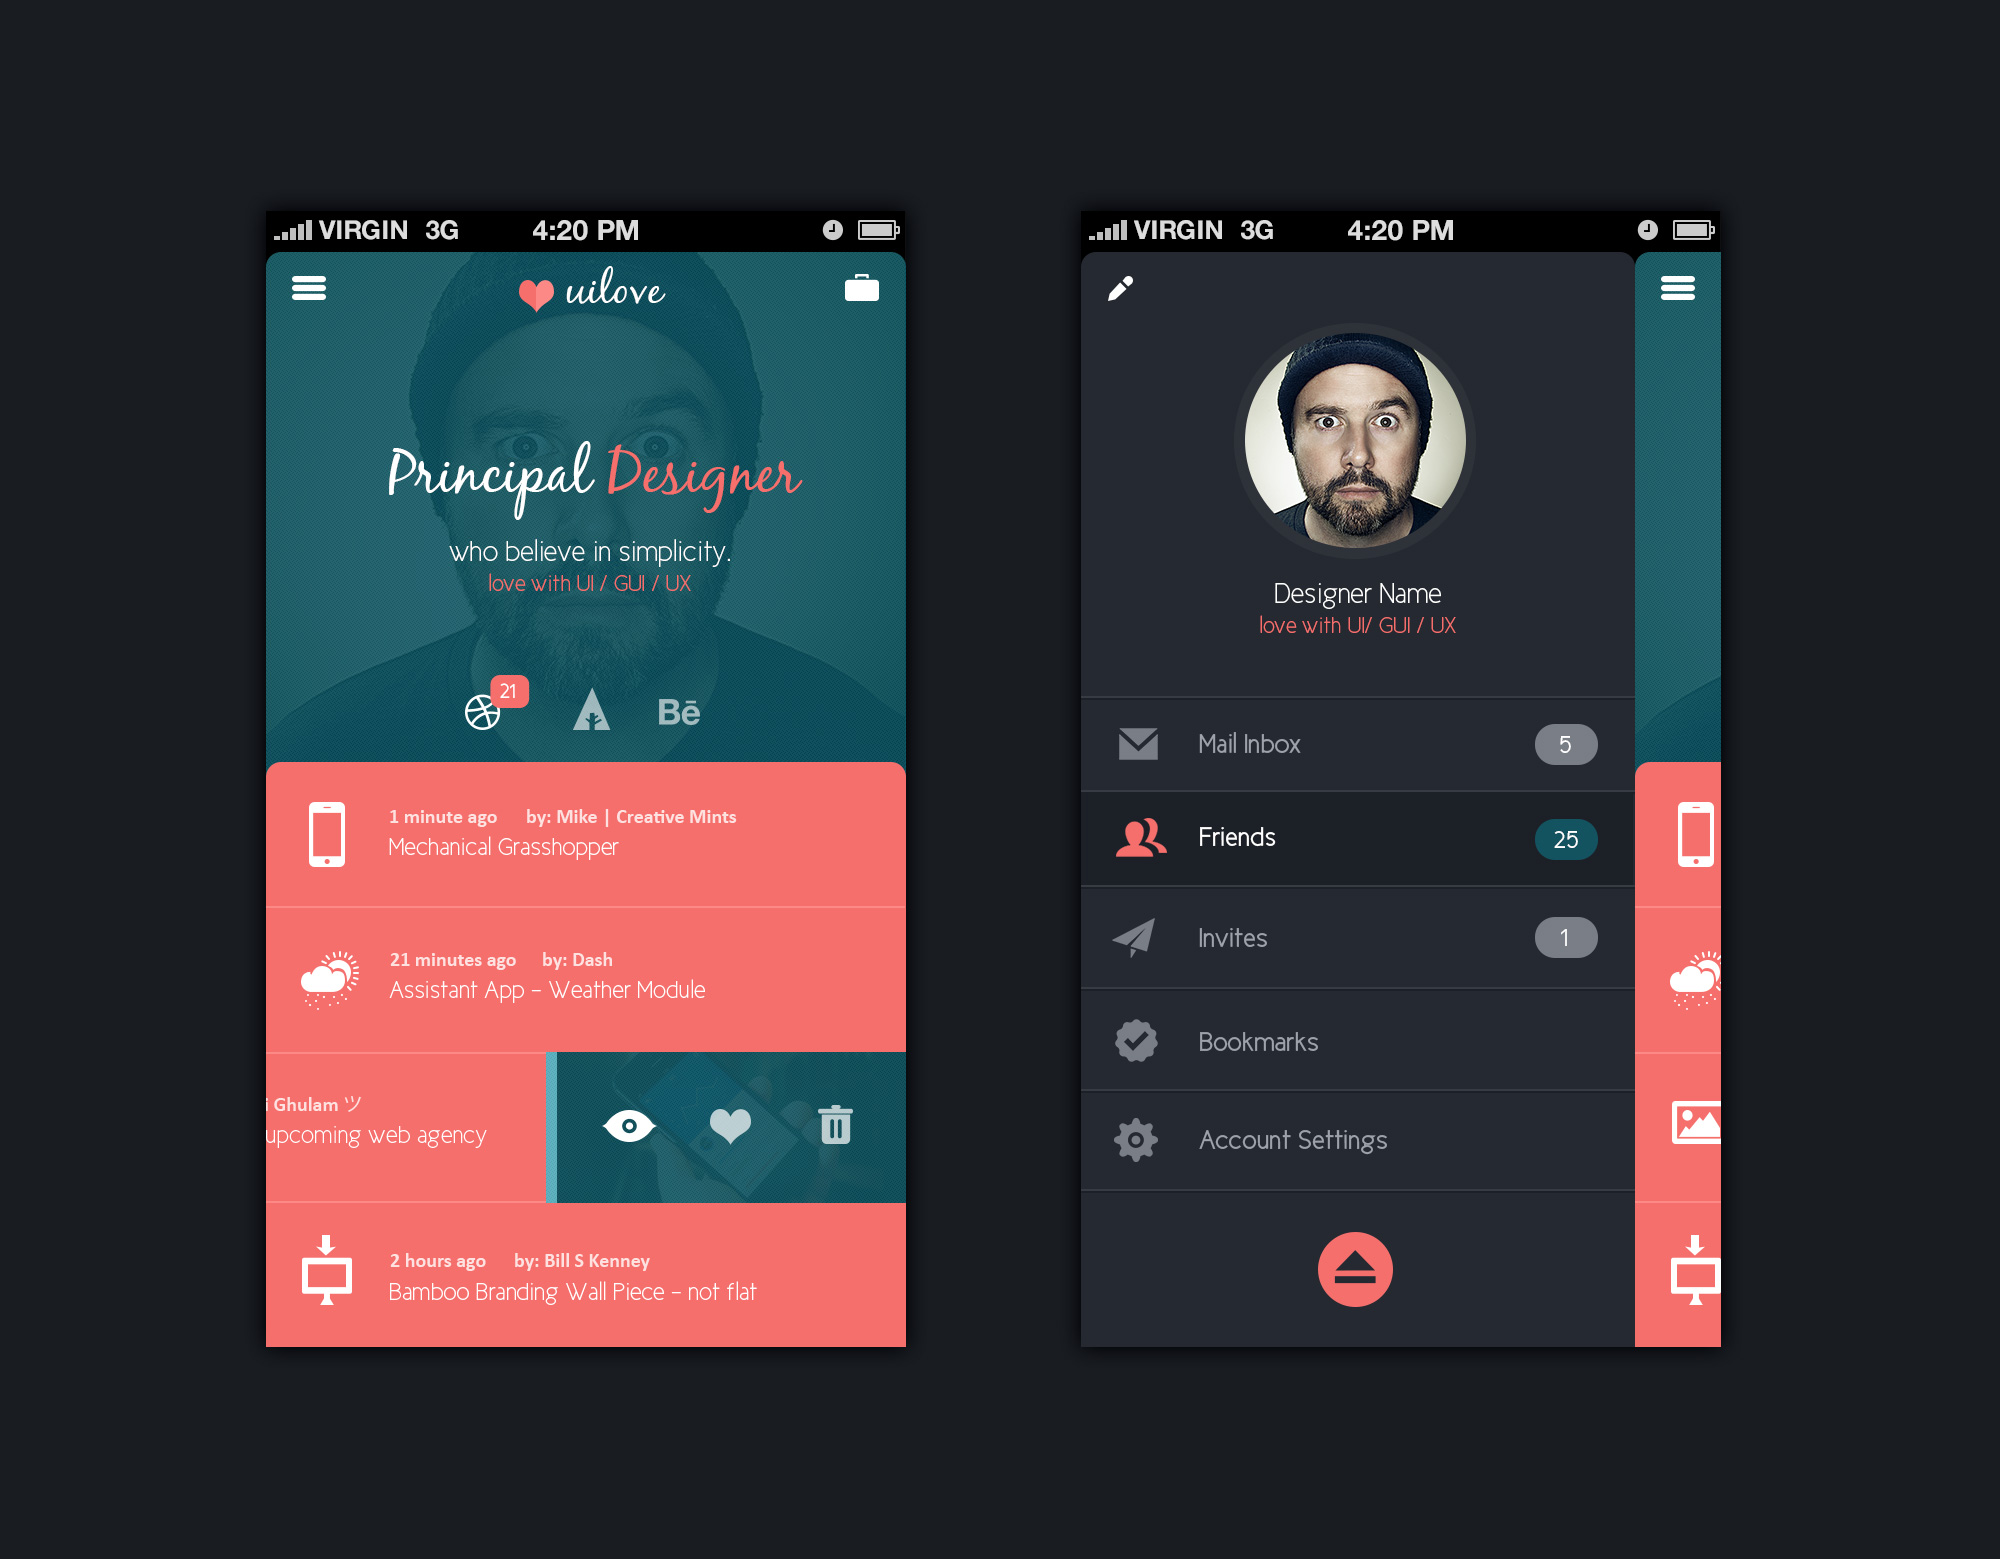 VIRGIN 3G 4:20 PM
uilove
Principal Designer
who believe in simplicity.
love with UI / GUI / UX
21
Bē
1 minute ago by: Mike | Creative Mints
Mechanical Grasshopper
21 minutes ago by: Dash
Assistant App – Weather Module
i Ghulam ツ
upcoming web agency
2 hours ago by: Bill S Kenney
Bamboo Branding Wall Piece – not flat
VIRGIN 3G 4:20 PM
Designer Name
love with UI/ GUI / UX
Mail Inbox 5
Friends 25
Invites 1
Bookmarks
Account Settings